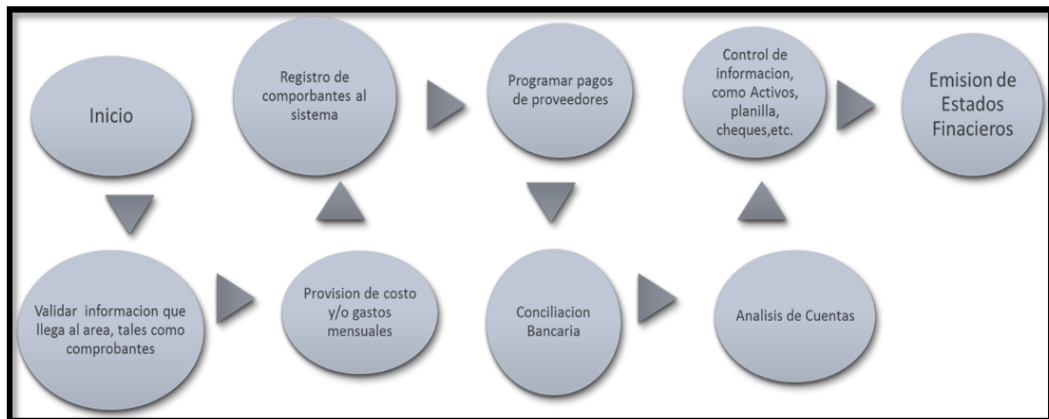 Inicio
Validar informacion que
llega al area, tales como
comprobantes
Provision de costo
y/o gastos
mensuales
Registro de
comporbantes al
sistema
Programar pagos
de proveedores
Conciliacion
Bancaria
Analisis de Cuentas
Control de
informacion,
como Activos,
planilla,
cheques,etc.
Emision de
Estados
Finacieros